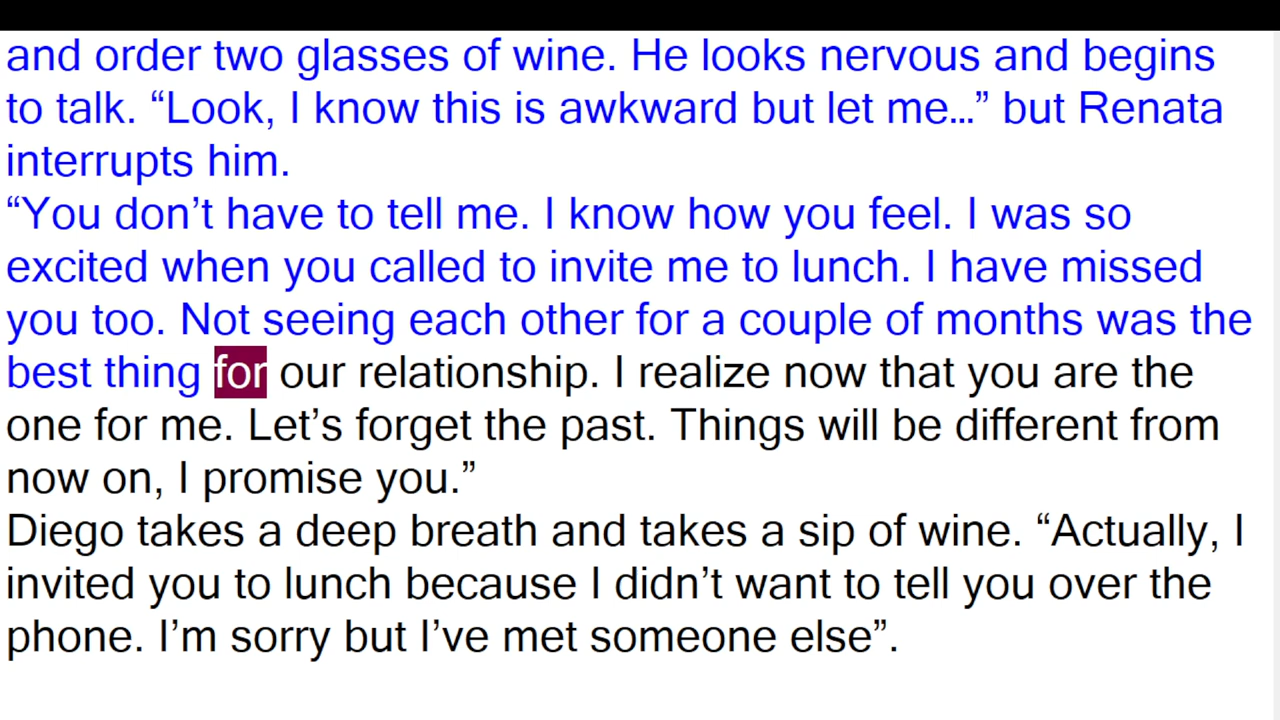 and order two glasses of wine. He looks nervous and begins
to talk. “Look, I know this is awkward but let me…” but Renata
interrupts him.
“You don’t have to tell me. I know how you feel. I was so
excited when you called to invite me to lunch. I have missed
you too. Not seeing each other for a couple of months was the
best thing for our relationship. I realize now that you are the
one for me. Let’s forget the past. Things will be different from
now on, I promise you.”
Diego takes a deep breath and takes a sip of wine. “Actually, I
invited you to lunch because I didn’t want to tell you over the
phone. I’m sorry but I’ve met someone else”.